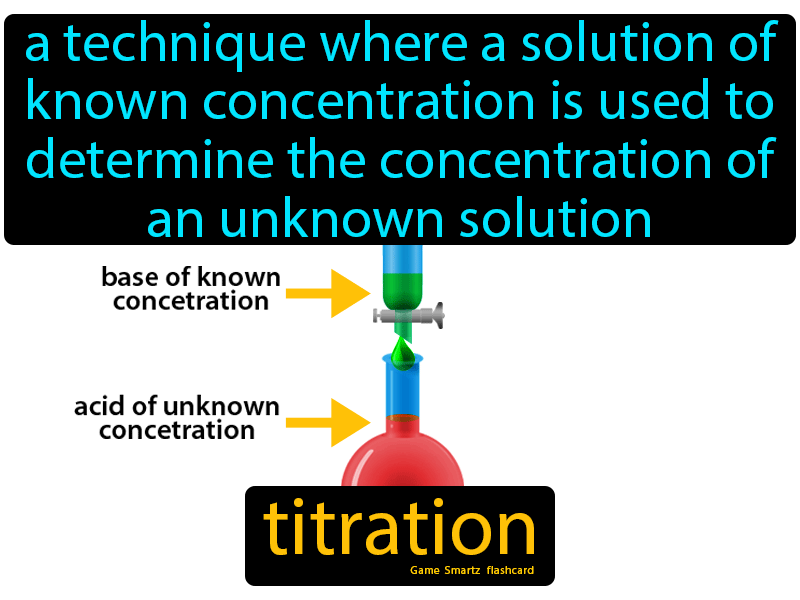 a technique where a solution of
known concentration is used to
determine the concentration of
an unknown solution
base of known
concetration
acid of unknown
concetration
titration
Game Smartz flashcard